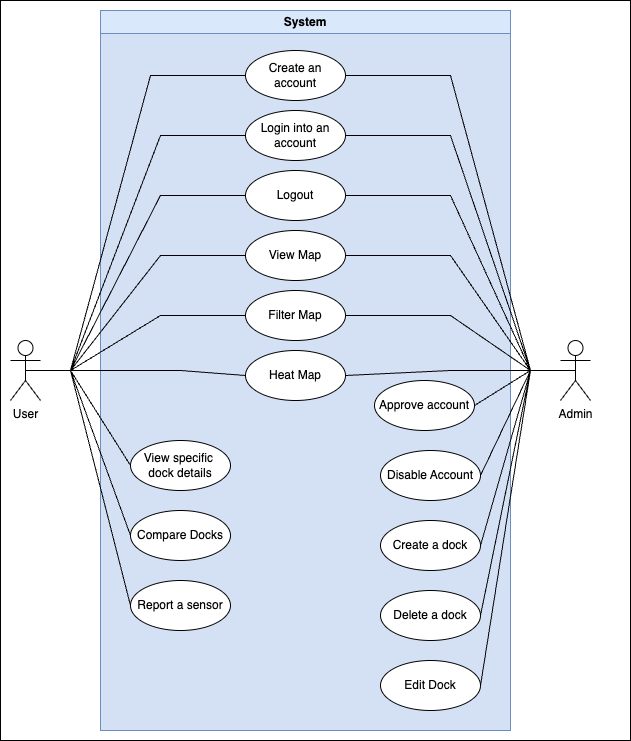 System
Create an
account
Login into an
account
Logout
View Map
Filter Map
Heat Map
User
Admin
Approve account
View specific
dock details
Disable Account
Compare Docks
Create a dock
Report a sensor
Delete a dock
Edit Dock